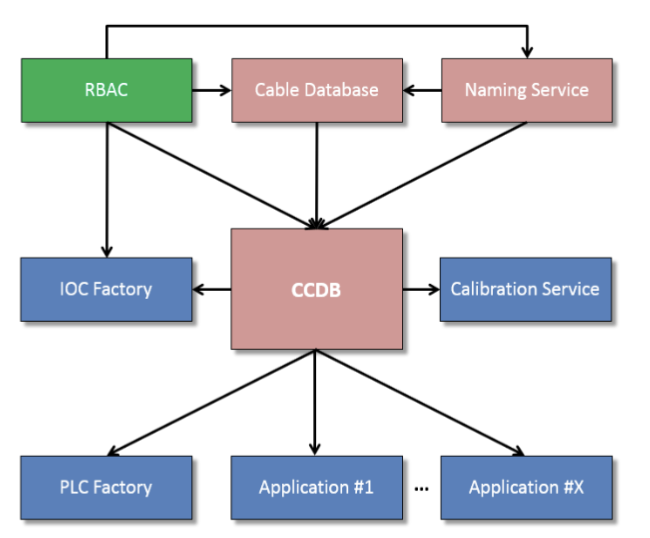 RBAC
Cable Database
Naming Service
IOC Factory
CCDB
Calibration Service
PLC Factory
Application #1
...
Application #X